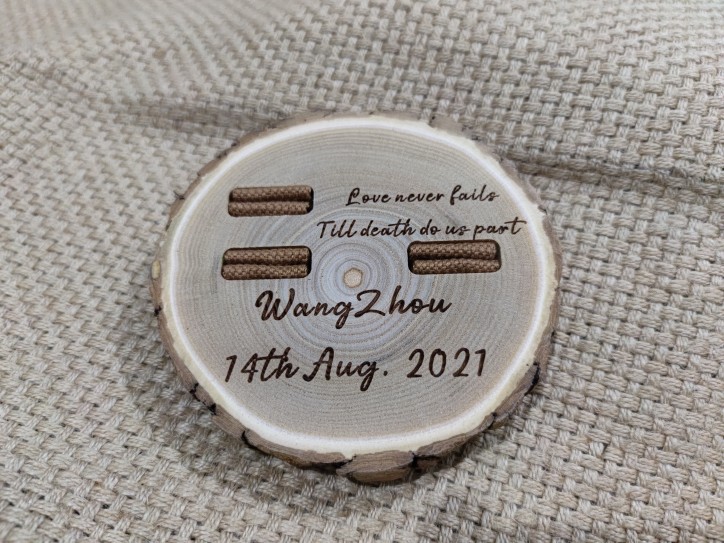 Love never fails
Till death do us part
WangZhou
14th Aug. 2021